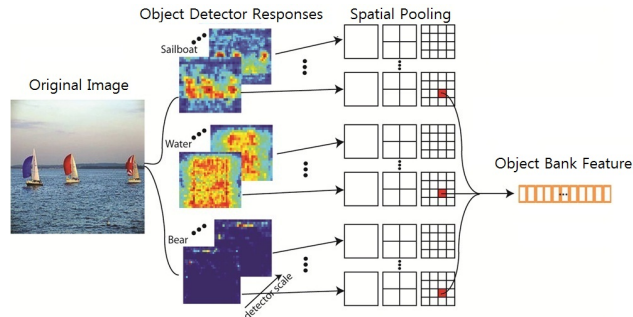 Object Detector Responses
Spatial Pooling
Original Image
Sailboat
Water
Bear
detector scale
Object Bank Feature